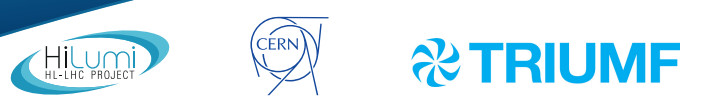 HiLumi
HL-LHC PROJECT
CERN
TRIUMF